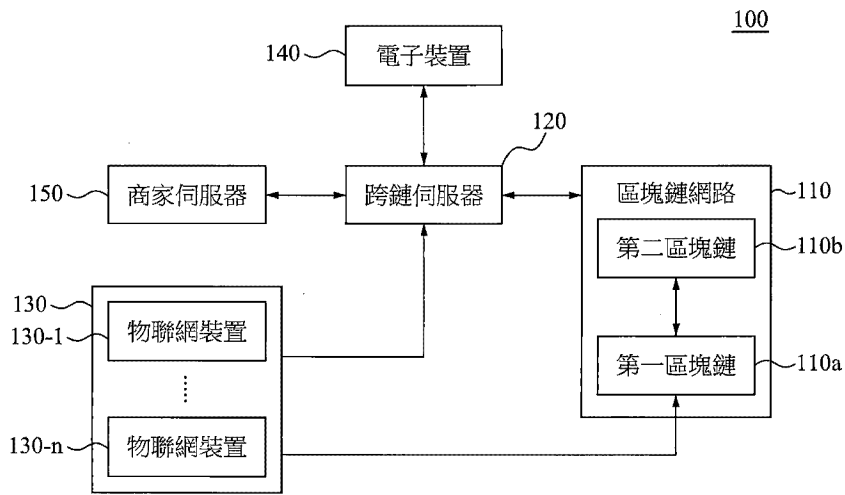 100
140
電子裝置
120
150
商家伺服器
跨鏈伺服器
區塊鏈網路
110
第二區塊鏈
110b
130
130-1
物聯網裝置
第一區塊鏈
110a
130-n
物聯網裝置